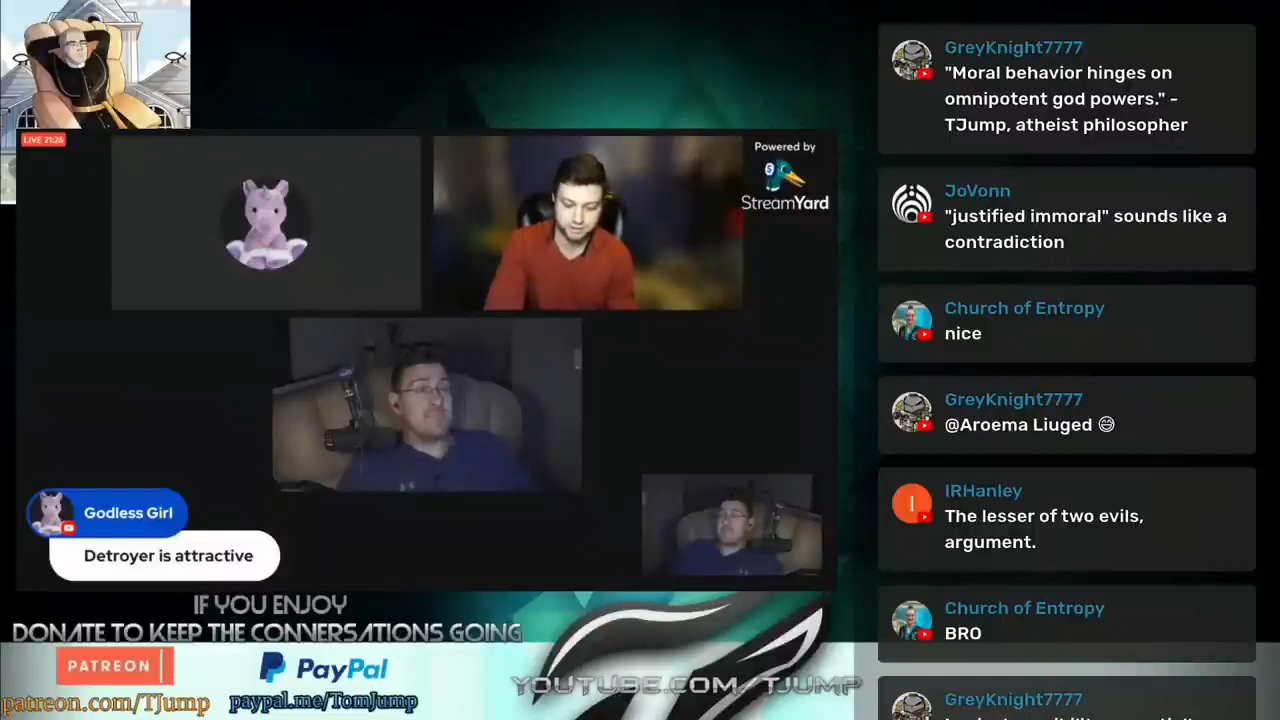 LIVE 21:26
Powered by
StreamYard
Godless Girl
Detroyer is attractive
IF YOU ENJOY
DONATE TO KEEP THE CONVERSATIONS GOING
PATREON
PayPal
patreon.com/TJump
paypal.me/TomJump
YOUTUBE.COM/TJUMP
GreyKnight7777
"Moral behavior hinges on
omnipotent god powers." -
TJump, atheist philosopher
JoVonn
"justified immoral" sounds like a
contradiction
Church of Entropy
nice
GreyKnight7777
@Aroema Liuged 😅
IRHanley
The lesser of two evils,
argument.
Church of Entropy
BRO
GreyKnight7777